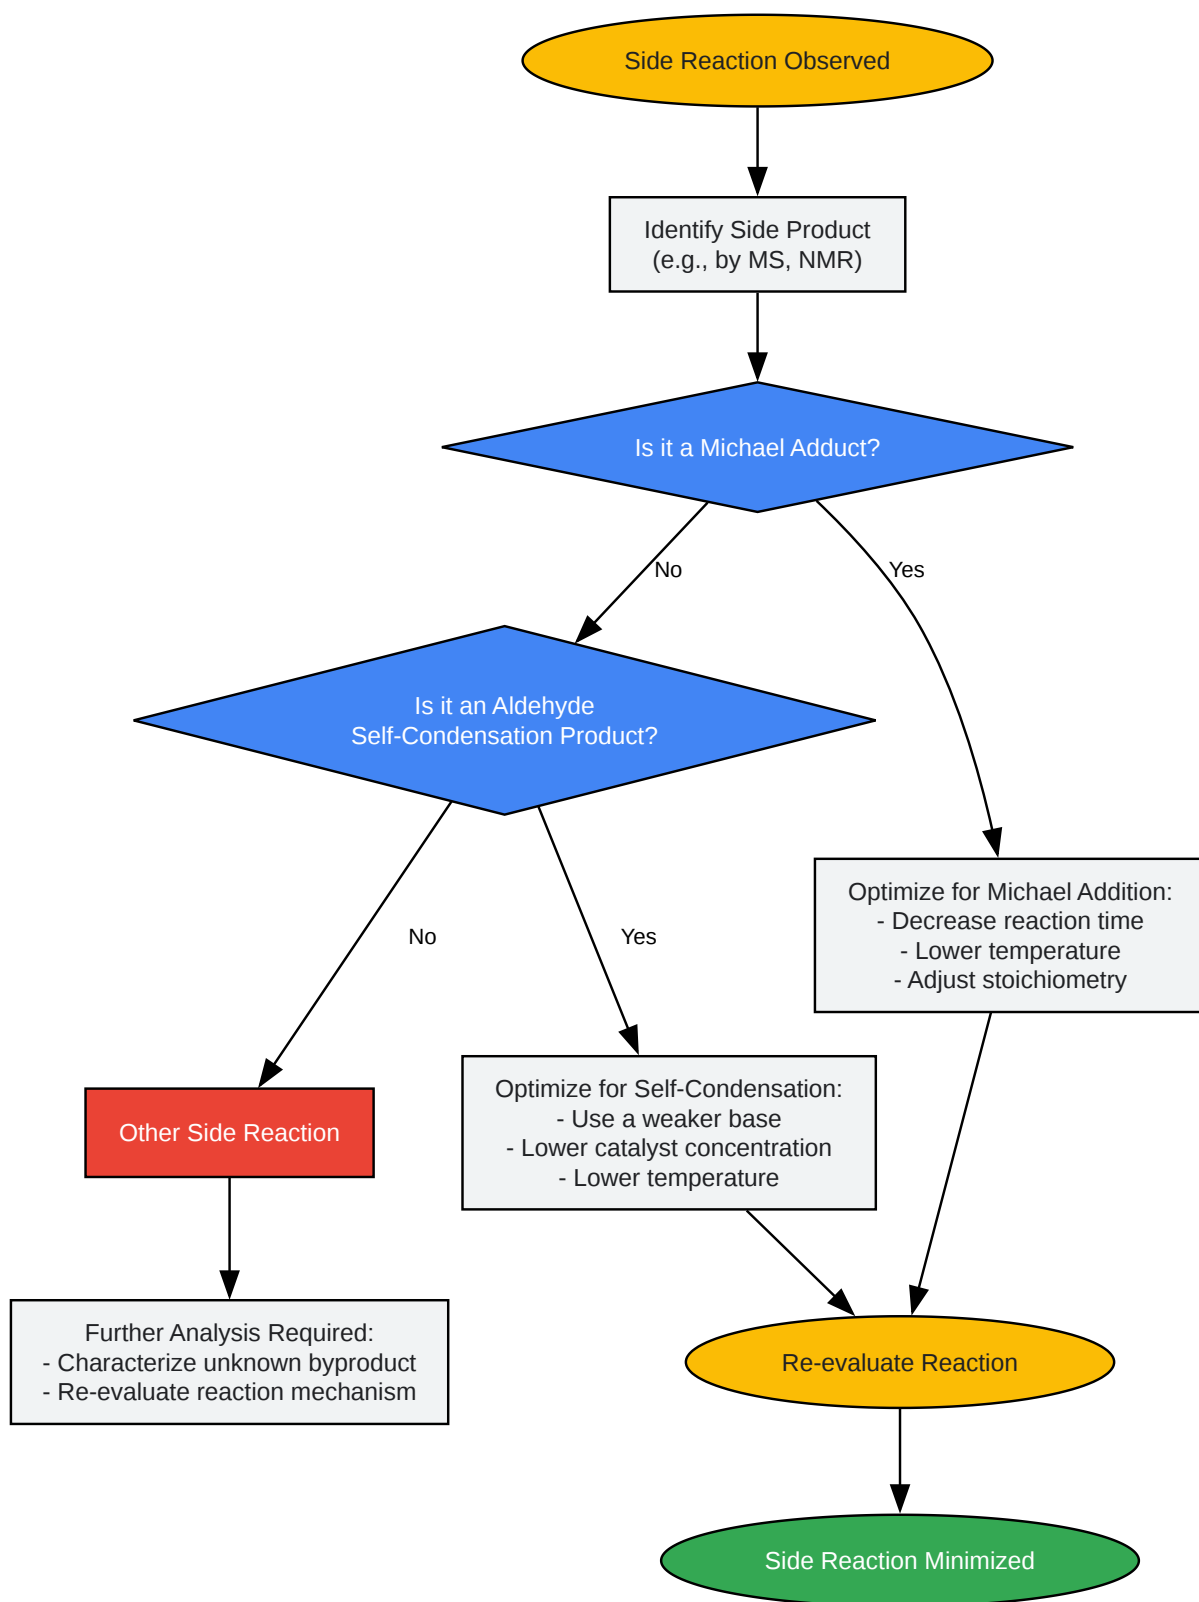 Side Reaction Observed
Identify Side Product
(e.g., by MS, NMR)
Is it a Michael Adduct?
No
Yes
Is it an Aldehyde
Self-Condensation Product?
Optimize for Michael Addition:
- Decrease reaction time
- Lower temperature
- Adjust stoichiometry
No
Yes
Optimize for Self-Condensation:
- Use a weaker base
- Lower catalyst concentration
- Lower temperature
Other Side Reaction
Further Analysis Required:
- Characterize unknown byproduct
- Re-evaluate reaction mechanism
Re-evaluate Reaction
Side Reaction Minimized